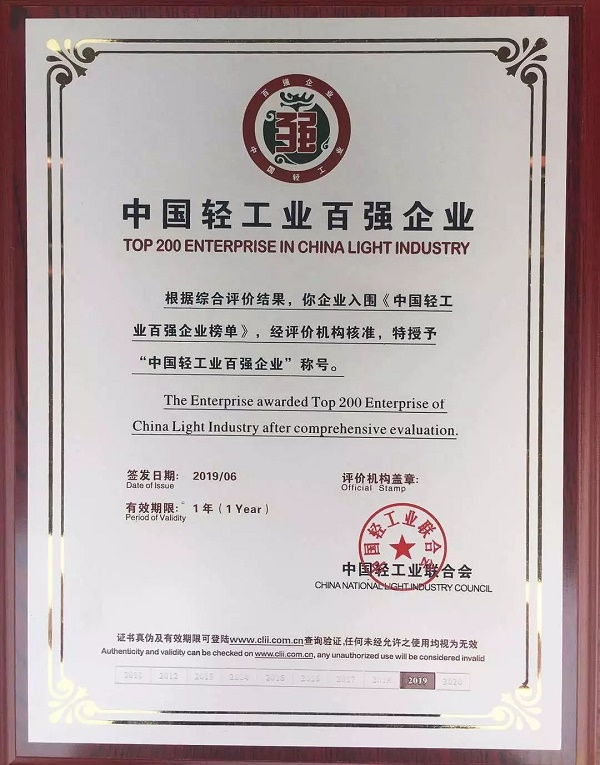 百强企业
强
中国轻工业
中国轻工业百强企业
TOP 200 ENTERPRISE IN CHINA LIGHT INDUSTRY
根据综合评价结果，你企业入围《中国轻工
业百强企业榜单》，经评价机构核准，特授予
“中国轻工业百强企业”称号。
The Enterprise awarded Top 200 Enterprise of
China Light Industry after comprehensive evaluation.
签发日期: 2019/06 评价机构盖章:
Date of Issue Official Stamp
有效期限: 1 年 ( 1 Year )
Period of Validity
中国轻工业联合会
中国轻工业联合会
CHINA NATIONAL LIGHT INDUSTRY COUNCIL
证书真伪及有效期限可登陆www.clii.com.cn查询验证,任何未经允许之使用均视为无效
Authenticity and validity can be checked on www.clii.com.cn, any unauthorized use will be considered invalid
2011 2012 2013 2014 2015 2016 2017 2018 2019 2020